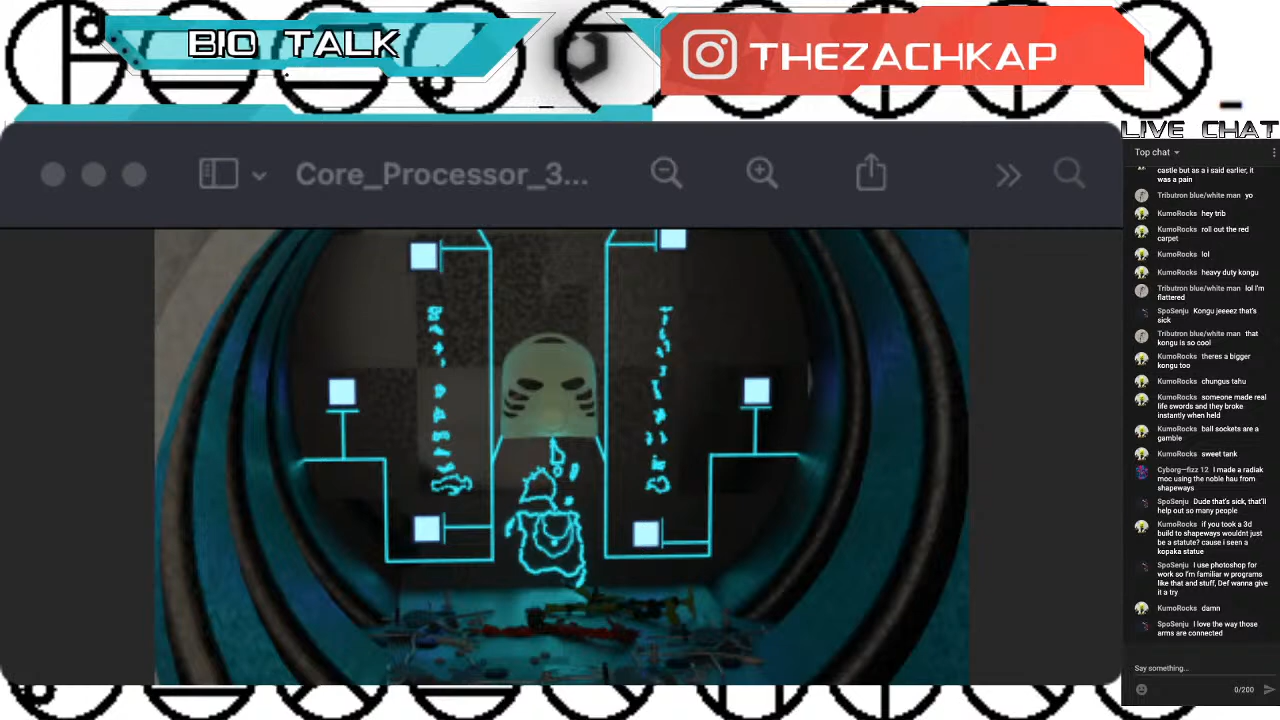 BIO TALK
THEZACHKAP
Core_Processor_3...
LIVE CHAT
Top chat
castle but as a i said earlier, it
was a pain
Tributron blue/white man yo
KumoRocks hey trib
KumoRocks roll out the red
carpet
KumoRocks lol
KumoRocks heavy duty kongu
Tributron blue/white man lol I'm
flattered
SpoSenju Kongu jeeeez that's
sick
Tributron blue/white man that
kongu is so cool
KumoRocks theres a bigger
kongu too
KumoRocks chungus tahu
KumoRocks someone made real
life swords and they broke
instantly when held
KumoRocks ball sockets are a
gamble
KumoRocks sweet tank
Cyborg—fizz 12 I made a radiak
moc using the noble hau from
shapeways
SpoSenju Dude that's sick, that'll
help out so many people
KumoRocks if you took a 3d
build to shapeways wouldnt just
be a statute? cause i seen a
kopaka statue
SpoSenju I use photoshop for
work so I'm familiar w programs
like that and stuff, Def wanna give
it a try
KumoRocks damn
SpoSenju I love the way those
arms are connected
Say something...
0/200